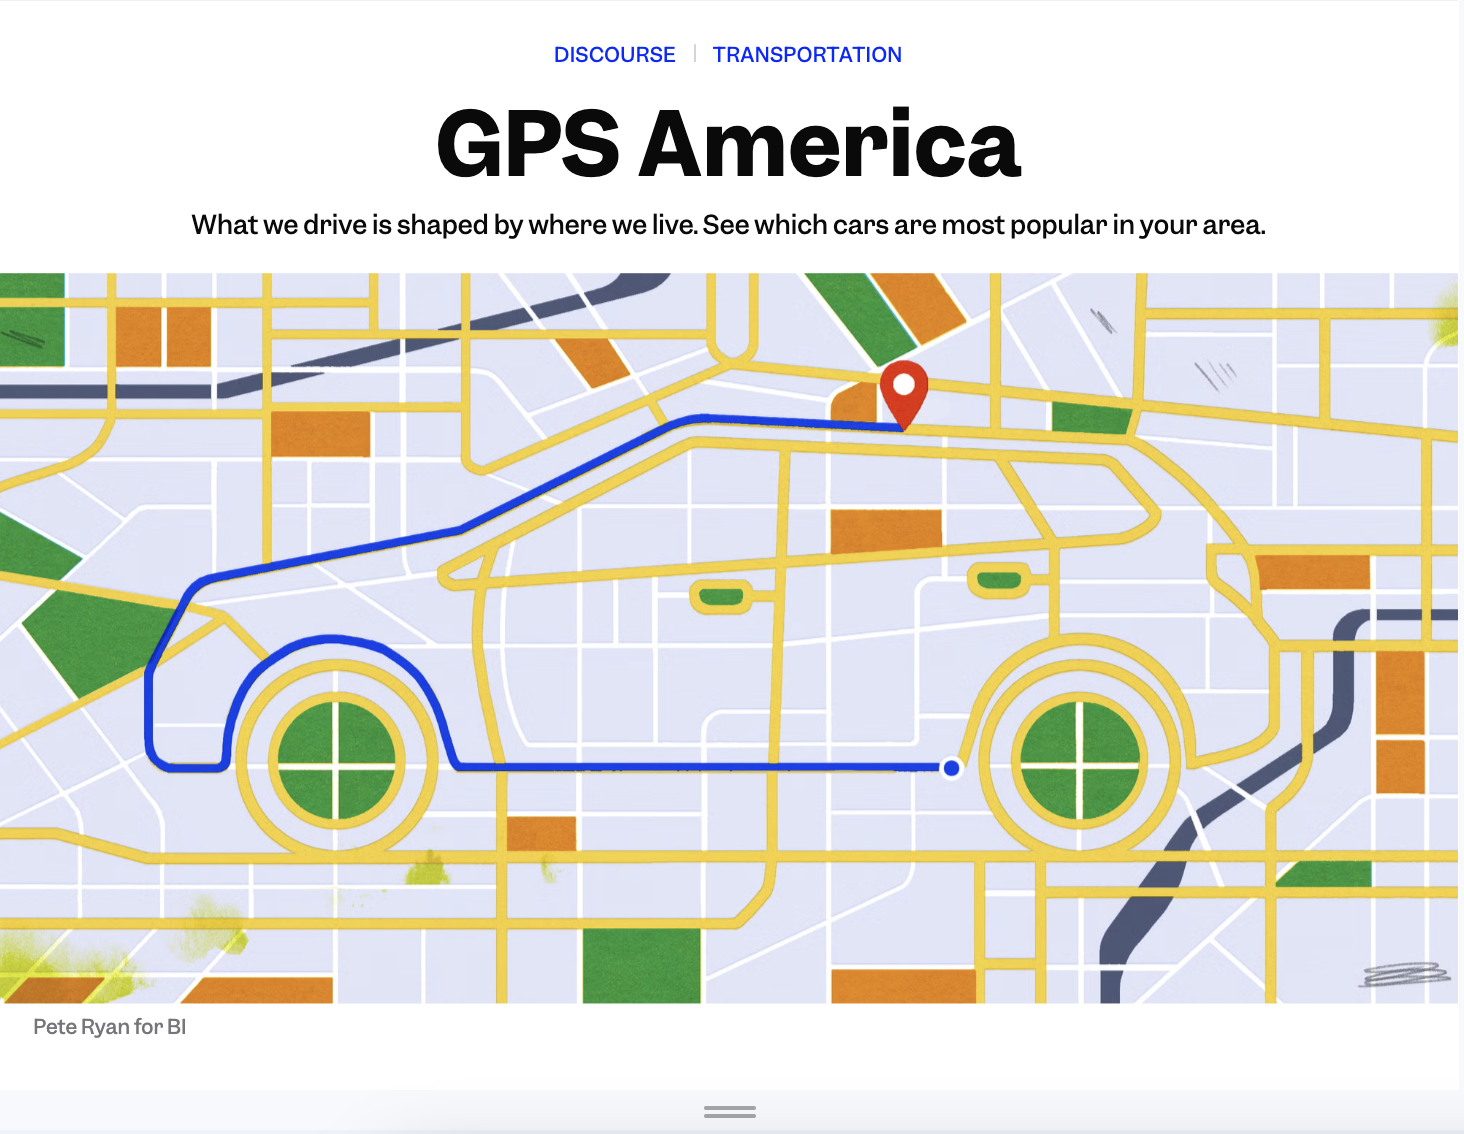 DISCOURSE | TRANSPORTATION
GPS America
What we drive is shaped by where we live. See which cars are most popular in your area.
Pete Ryan for BI